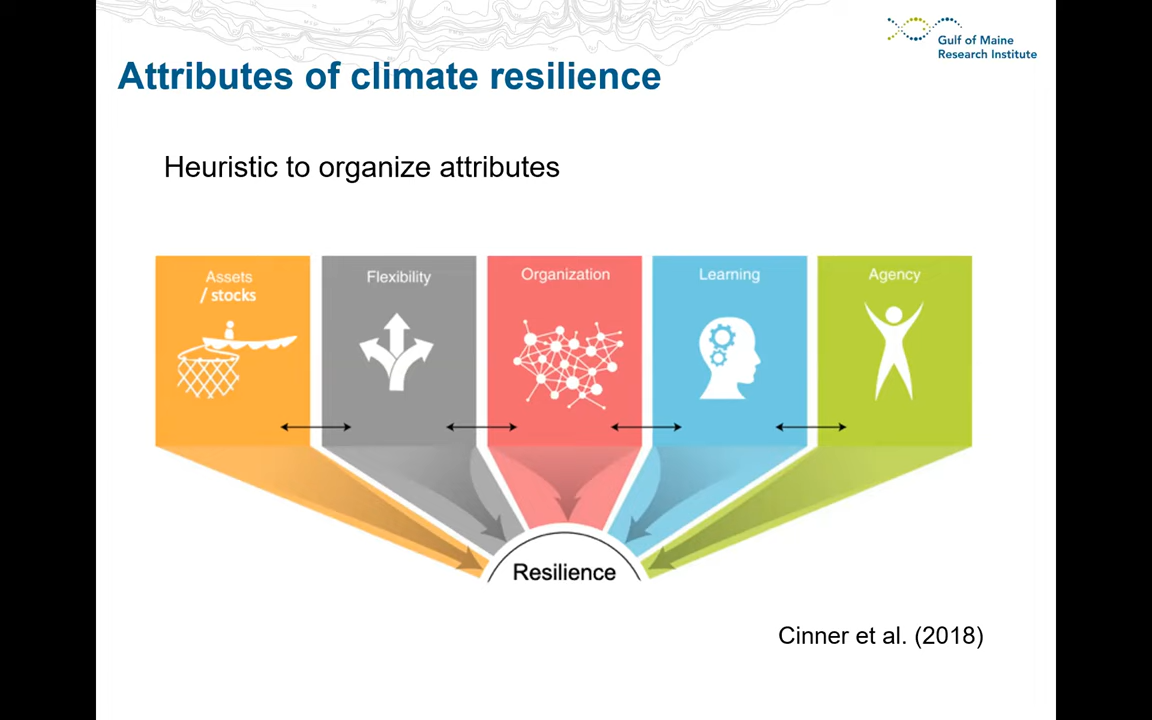 Gulf of Maine
Research Institute
Attributes of climate resilience
Heuristic to organize attributes
Assets
/ stocks
Flexibility
Organization
Learning
Agency
Resilience
Cinner et al. (2018)